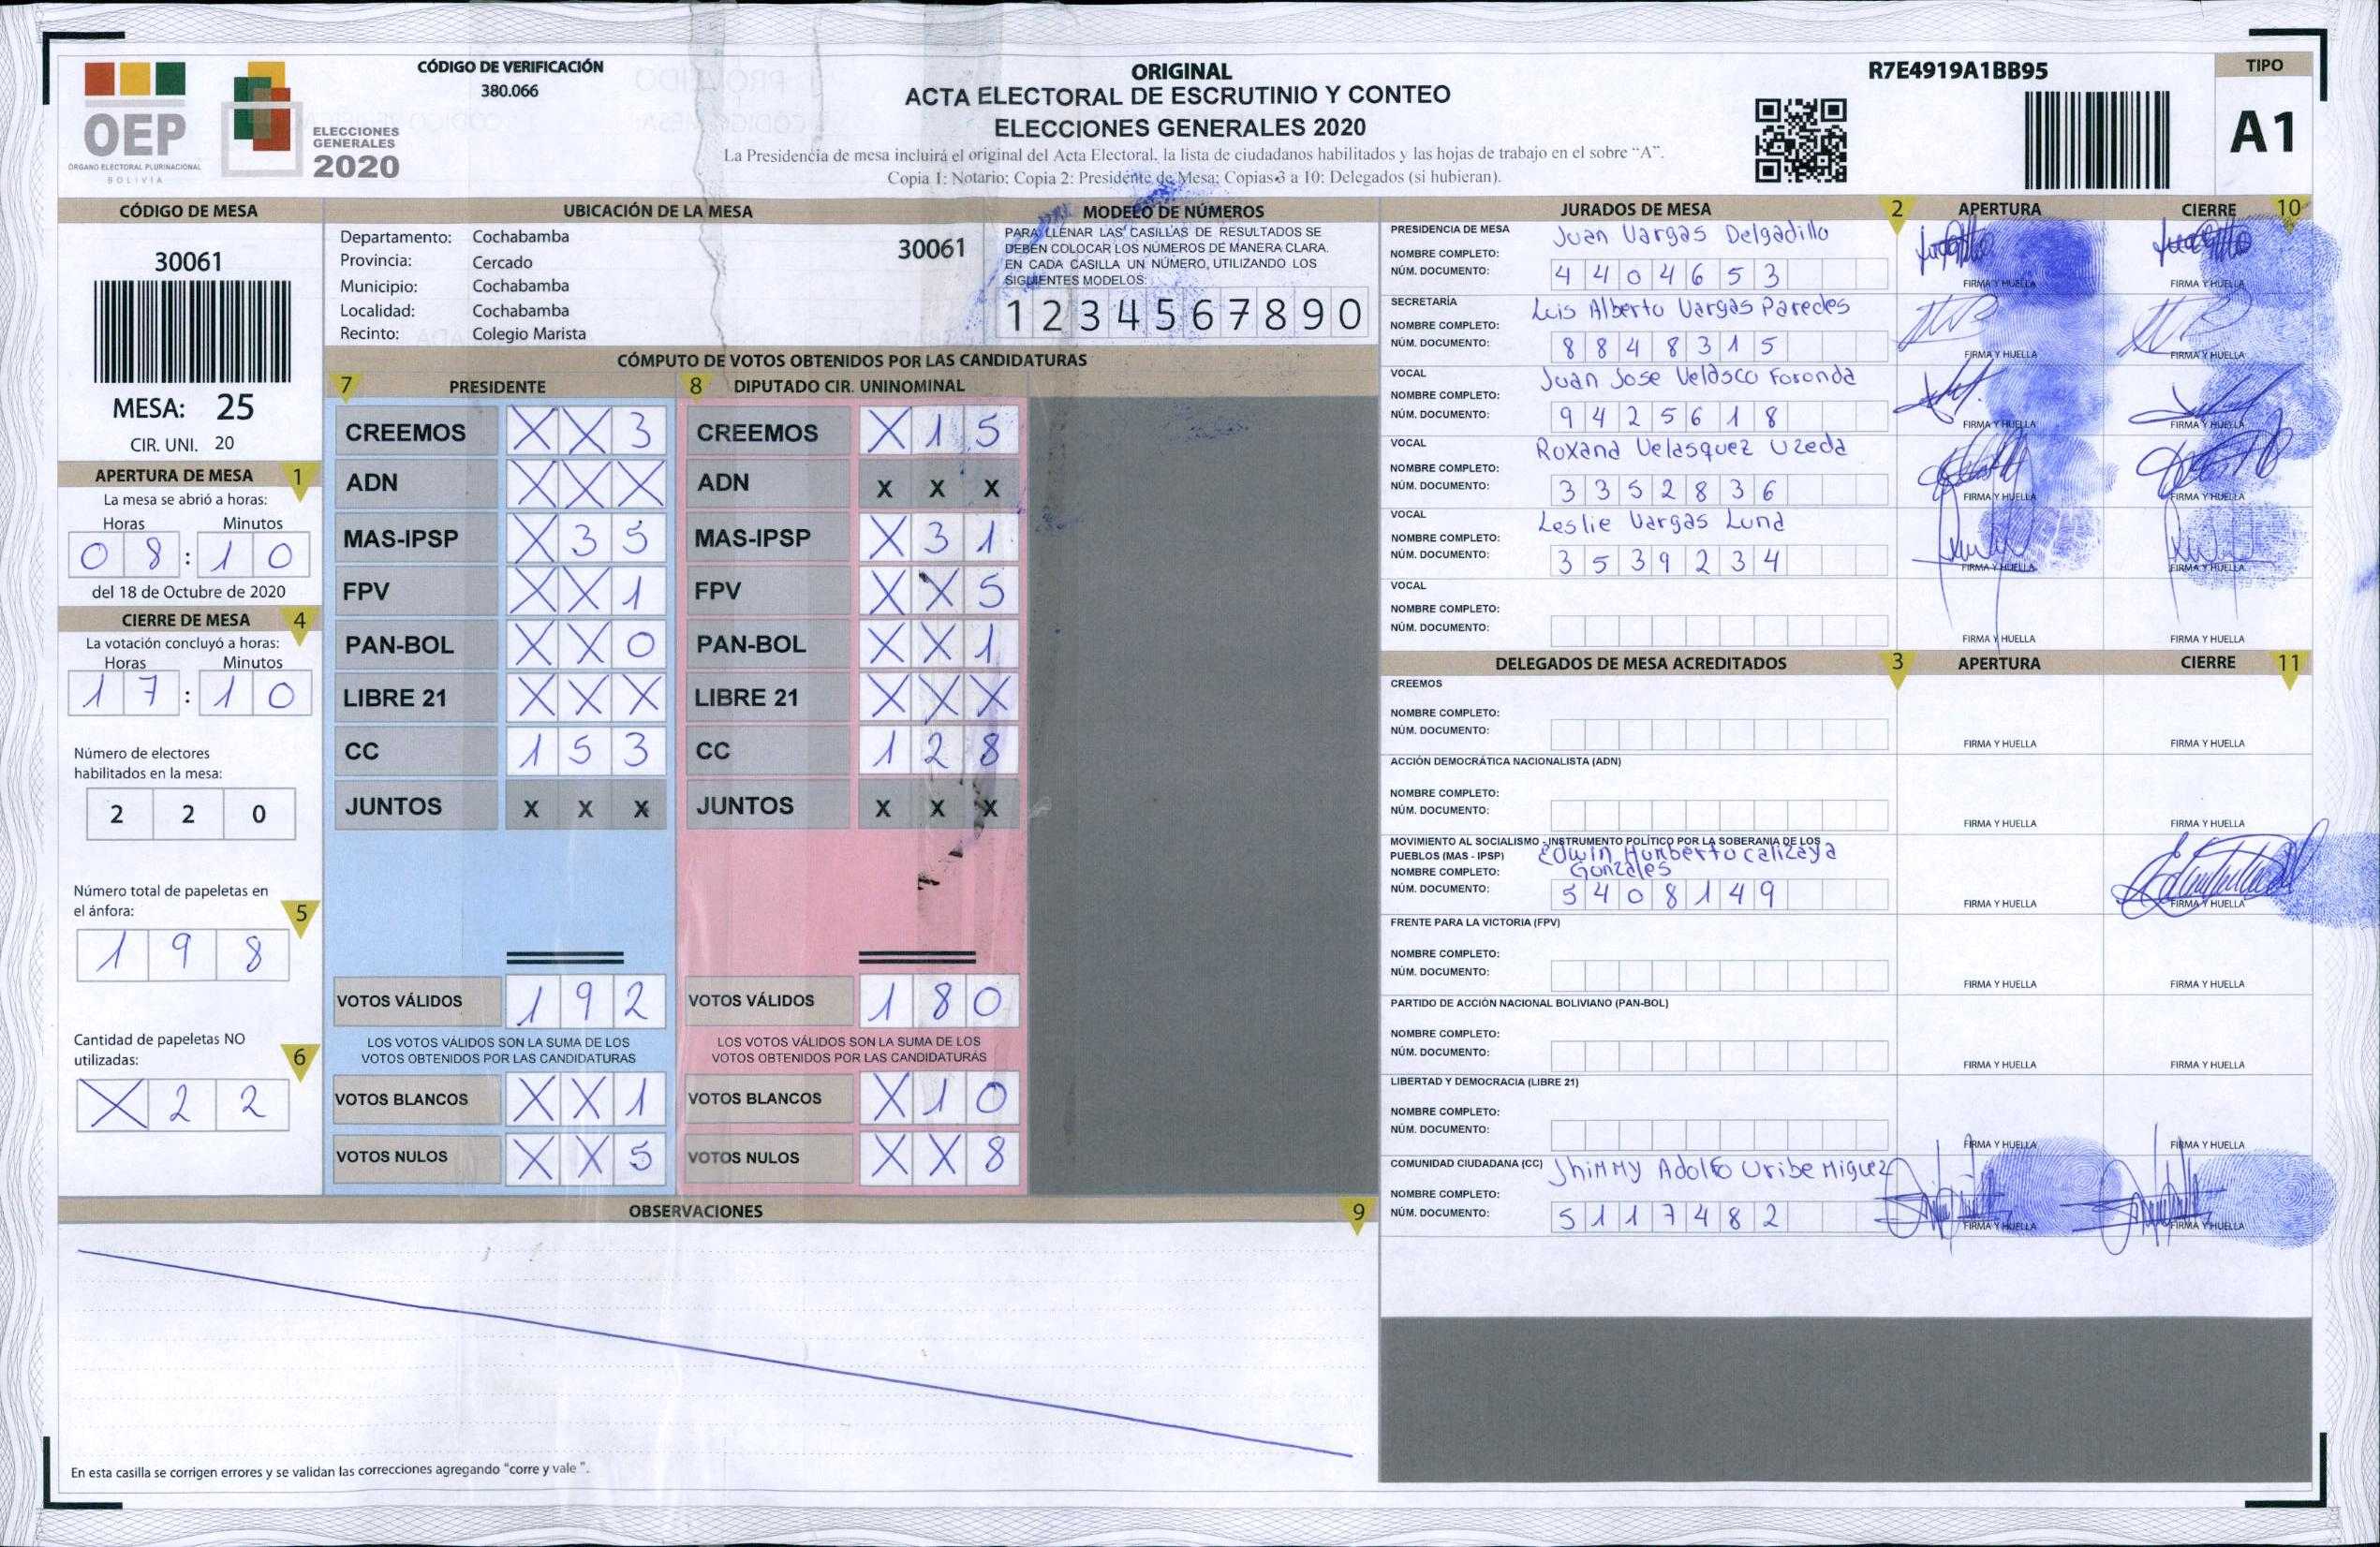 OEP
ÓRGANO ELECTORAL PLURINACIONAL
BOLIVIA
ELECCIONES
GENERALES
2020
CÓDIGO DE VERIFICACIÓN
380.066
ORIGINAL
ACTA ELECTORAL DE ESCRUTINIO Y CONTEO
ELECCIONES GENERALES 2020
La Presidencia de mesa incluirá el original del Acta Electoral, la lista de ciudadanos habilitados y las hojas de trabajo en el sobre “A”.
Copia 1: Notario; Copia 2: Presidente de Mesa; Copias 3 a 10: Delegados (si hubieran).
R7E4919A1BB95
TIPO
A1
CÓDIGO DE MESA
30061
MESA: 25
CIR. UNI. 20
APERTURA DE MESA 1
La mesa se abrió a horas:
Horas Minutos
0 8 : 1 0
del 18 de Octubre de 2020
CIERRE DE MESA 4
La votación concluyó a horas:
Horas Minutos
1 7 : 1 0
Número de electores
habilitados en la mesa:
2 2 0
Número total de papeletas en
el ánfora: 5
1 9 8
Cantidad de papeletas NO
utilizadas: 6
X 2 2
UBICACIÓN DE LA MESA
Departamento: Cochabamba 30061
Provincia: Cercado
Municipio: Cochabamba
Localidad: Cochabamba
Recinto: Colegio Marista
MODELO DE NÚMEROS
PARA LLENAR LAS CASILLAS DE RESULTADOS SE
DEBEN COLOCAR LOS NÚMEROS DE MANERA CLARA.
EN CADA CASILLA UN NÚMERO, UTILIZANDO LOS
SIGUIENTES MODELOS:
1 2 3 4 5 6 7 8 9 0
CÓMPUTO DE VOTOS OBTENIDOS POR LAS CANDIDATURAS
7 PRESIDENTE 8 DIPUTADO CIR. UNINOMINAL
CREEMOS X X 3 CREEMOS X 1 5
ADN X X X ADN X X X
MAS-IPSP X 3 5 MAS-IPSP X 3 1
FPV X X 1 FPV X X 5
PAN-BOL X X 0 PAN-BOL X X 1
LIBRE 21 X X X LIBRE 21 X X X
CC 1 5 3 CC 1 2 8
JUNTOS X X X JUNTOS X X X
VOTOS VÁLIDOS 1 9 2 VOTOS VÁLIDOS 1 8 0
LOS VOTOS VÁLIDOS SON LA SUMA DE LOS LOS VOTOS VÁLIDOS SON LA SUMA DE LOS
VOTOS OBTENIDOS POR LAS CANDIDATURAS VOTOS OBTENIDOS POR LAS CANDIDATURAS
VOTOS BLANCOS X X 1 VOTOS BLANCOS X 1 0
VOTOS NULOS X X 5 VOTOS NULOS X X 8
OBSERVACIONES 9
En esta casilla se corrigen errores y se validan las correcciones agregando "corre y vale ".
JURADOS DE MESA 2 APERTURA CIERRE 10
PRESIDENCIA DE MESA Juan Vargas Delgadillo
NOMBRE COMPLETO:
NÚM. DOCUMENTO: 4 4 0 4 6 5 3 FIRMA Y HUELLA FIRMA Y HUELLA
SECRETARÍA Luis Alberto Vargas Paredes
NOMBRE COMPLETO:
NÚM. DOCUMENTO: 8 8 4 8 3 1 5 FIRMA Y HUELLA FIRMA Y HUELLA
VOCAL Juan Jose Velasco Foronda
NOMBRE COMPLETO:
NÚM. DOCUMENTO: 9 4 2 5 6 1 8 FIRMA Y HUELLA FIRMA Y HUELLA
VOCAL Roxana Velasquez Uzeda
NOMBRE COMPLETO:
NÚM. DOCUMENTO: 3 3 5 2 8 3 6 FIRMA Y HUELLA FIRMA Y HUELLA
VOCAL Leslie Vargas Luna
NOMBRE COMPLETO:
NÚM. DOCUMENTO: 3 5 3 9 2 3 4 FIRMA Y HUELLA FIRMA Y HUELLA
VOCAL
NOMBRE COMPLETO:
NÚM. DOCUMENTO: FIRMA Y HUELLA FIRMA Y HUELLA
DELEGADOS DE MESA ACREDITADOS 3 APERTURA CIERRE 11
CREEMOS
NOMBRE COMPLETO:
NÚM. DOCUMENTO: FIRMA Y HUELLA FIRMA Y HUELLA
ACCIÓN DEMOCRÁTICA NACIONALISTA (ADN)
NOMBRE COMPLETO:
NÚM. DOCUMENTO: FIRMA Y HUELLA FIRMA Y HUELLA
MOVIMIENTO AL SOCIALISMO - INSTRUMENTO POLÍTICO POR LA SOBERANIA DE LOS
PUEBLOS (MAS - IPSP) Edwin Humberto Calizaya
NOMBRE COMPLETO: Gonzales
NÚM. DOCUMENTO: 5 4 0 8 1 4 9 FIRMA Y HUELLA FIRMA Y HUELLA
FRENTE PARA LA VICTORIA (FPV)
NOMBRE COMPLETO:
NÚM. DOCUMENTO: FIRMA Y HUELLA FIRMA Y HUELLA
PARTIDO DE ACCIÓN NACIONAL BOLIVIANO (PAN-BOL)
NOMBRE COMPLETO:
NÚM. DOCUMENTO: FIRMA Y HUELLA FIRMA Y HUELLA
LIBERTAD Y DEMOCRACIA (LIBRE 21)
NOMBRE COMPLETO:
NÚM. DOCUMENTO: FIRMA Y HUELLA FIRMA Y HUELLA
COMUNIDAD CIUDADANA (CC) Jhimmy Adolfo Uribe Miguez
NOMBRE COMPLETO:
NÚM. DOCUMENTO: 5 1 1 7 4 8 2 FIRMA Y HUELLA FIRMA Y HUELLA